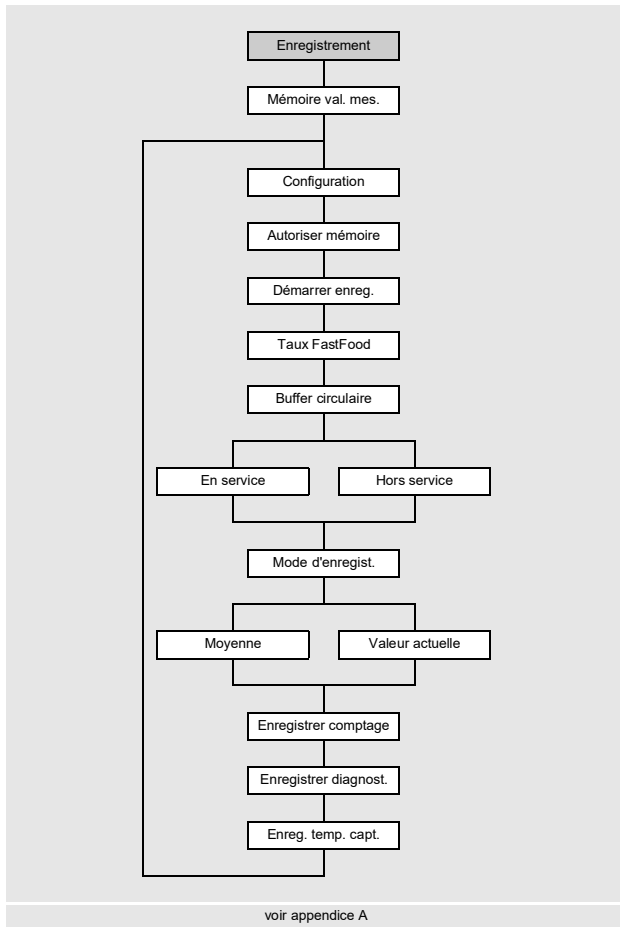 Enregistrement
Mémoire val. mes.
Configuration
Autoriser mémoire
Démarrer enreg.
Taux FastFood
Buffer circulaire
En service
Hors service
Mode d'enregist.
Moyenne
Valeur actuelle
Enregistrer comptage
Enregistrer diagnost.
Enreg. temp. capt.
voir appendice A